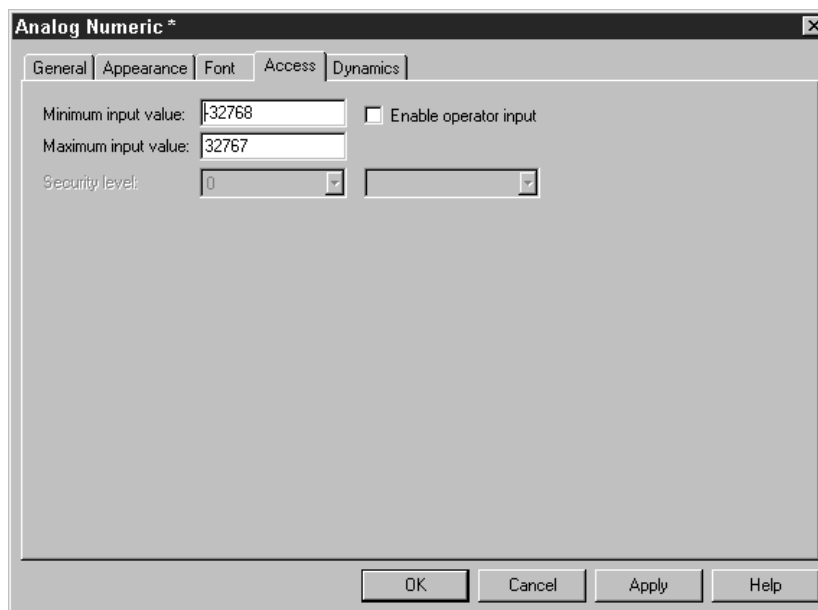 Analog Numeric *
General Appearance Font Access Dynamics
Minimum input value: -32768 Enable operator input
Maximum input value: 32767
Security level: 0
OK Cancel Apply Help